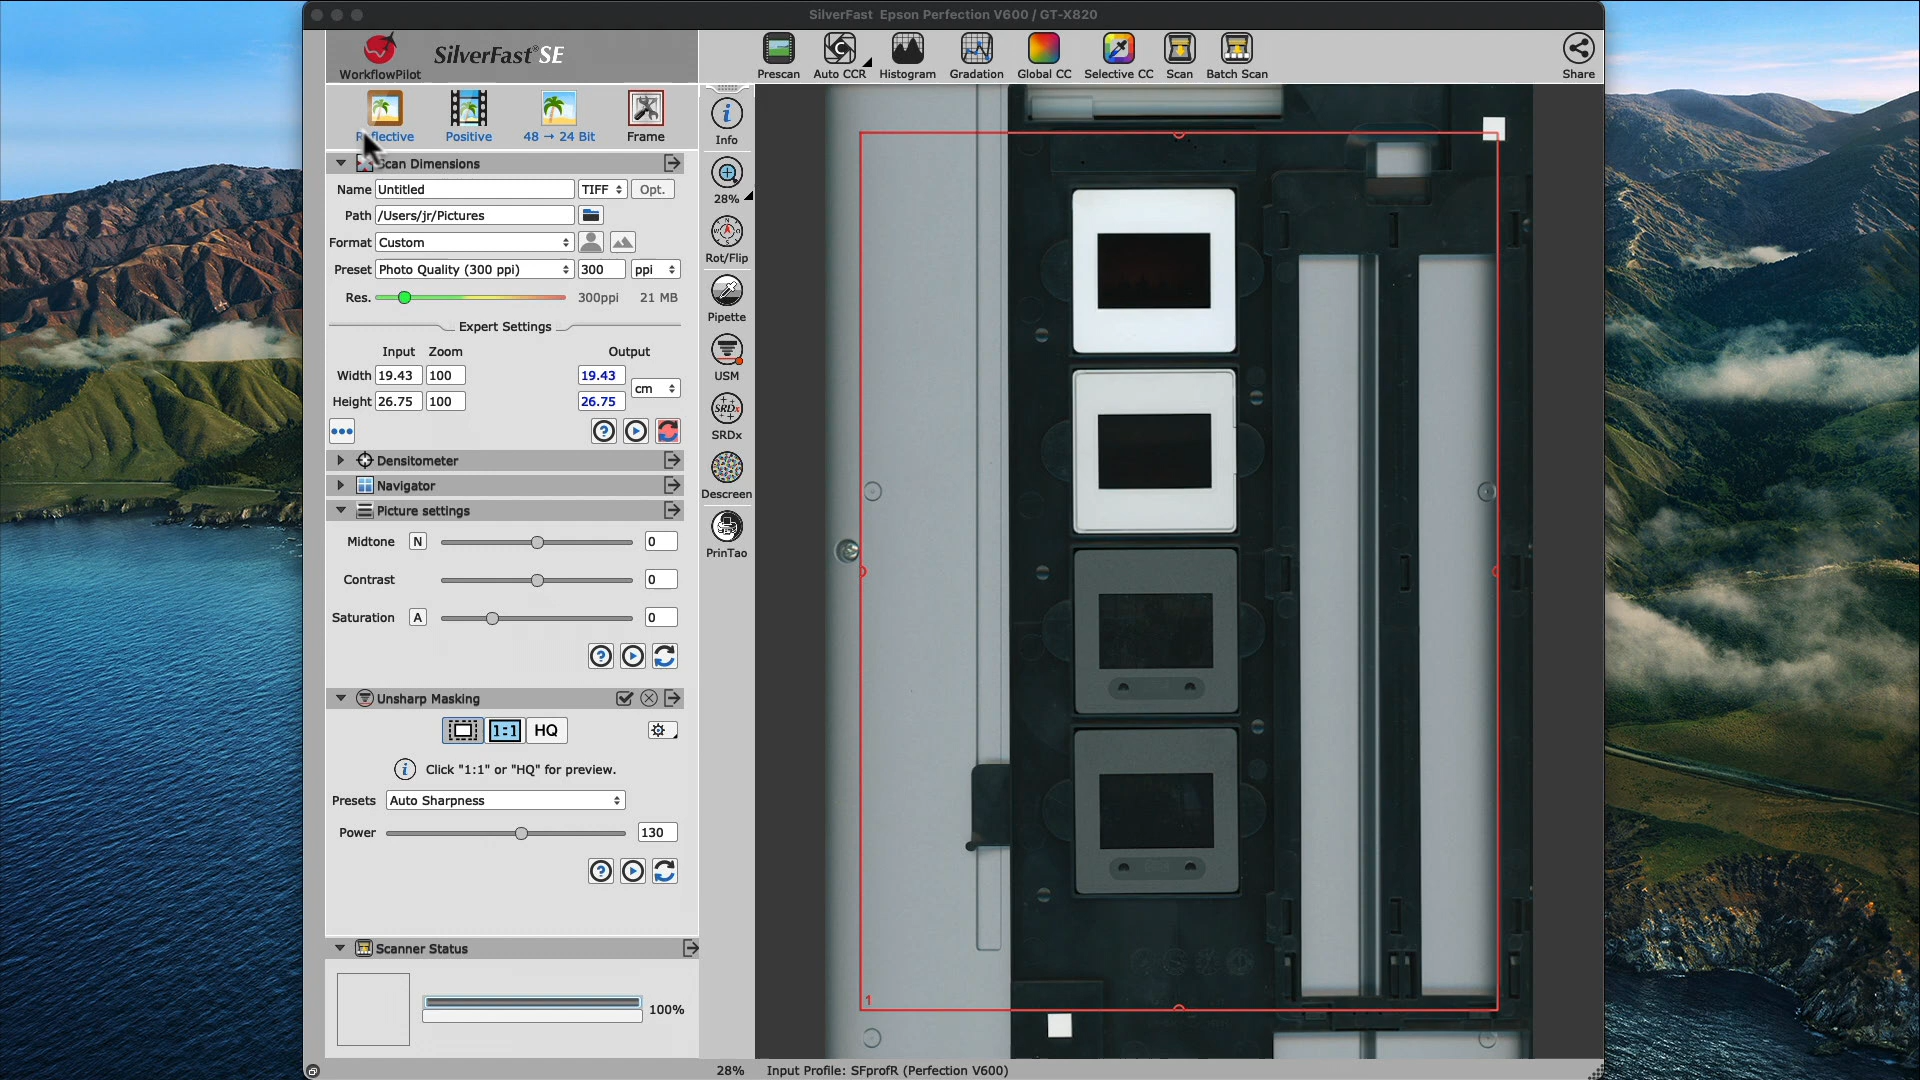 SilverFast Epson Perfection V600 / GT-X820
WorkflowPilot
SilverFast® SE
Prescan
Auto CCR
Histogram
Gradation
Global CC
Selective CC
Scan
Batch Scan
Share
Reflective
Positive
48 → 24 Bit
Frame
Scan Dimensions
Name Untitled TIFF Opt.
Path /Users/jr/Pictures
Format Custom
Preset Photo Quality (300 ppi) 300 ppi
Res. 300ppi 21 MB
Expert Settings
Input Zoom Output
Width 19.43 100 19.43
cm
Height 26.75 100 26.75
Densitometer
Navigator
Picture settings
Midtone N 0
Contrast 0
Saturation A 0
Unsharp Masking
1:1 HQ
Click "1:1" or "HQ" for preview.
Presets Auto Sharpness
Power 130
Scanner Status
100%
Info
28%
Rot/Flip
Pipette
USM
SRDx
SRDx
Descreen
PrinTao
1
28% Input Profile: SFprofR (Perfection V600)